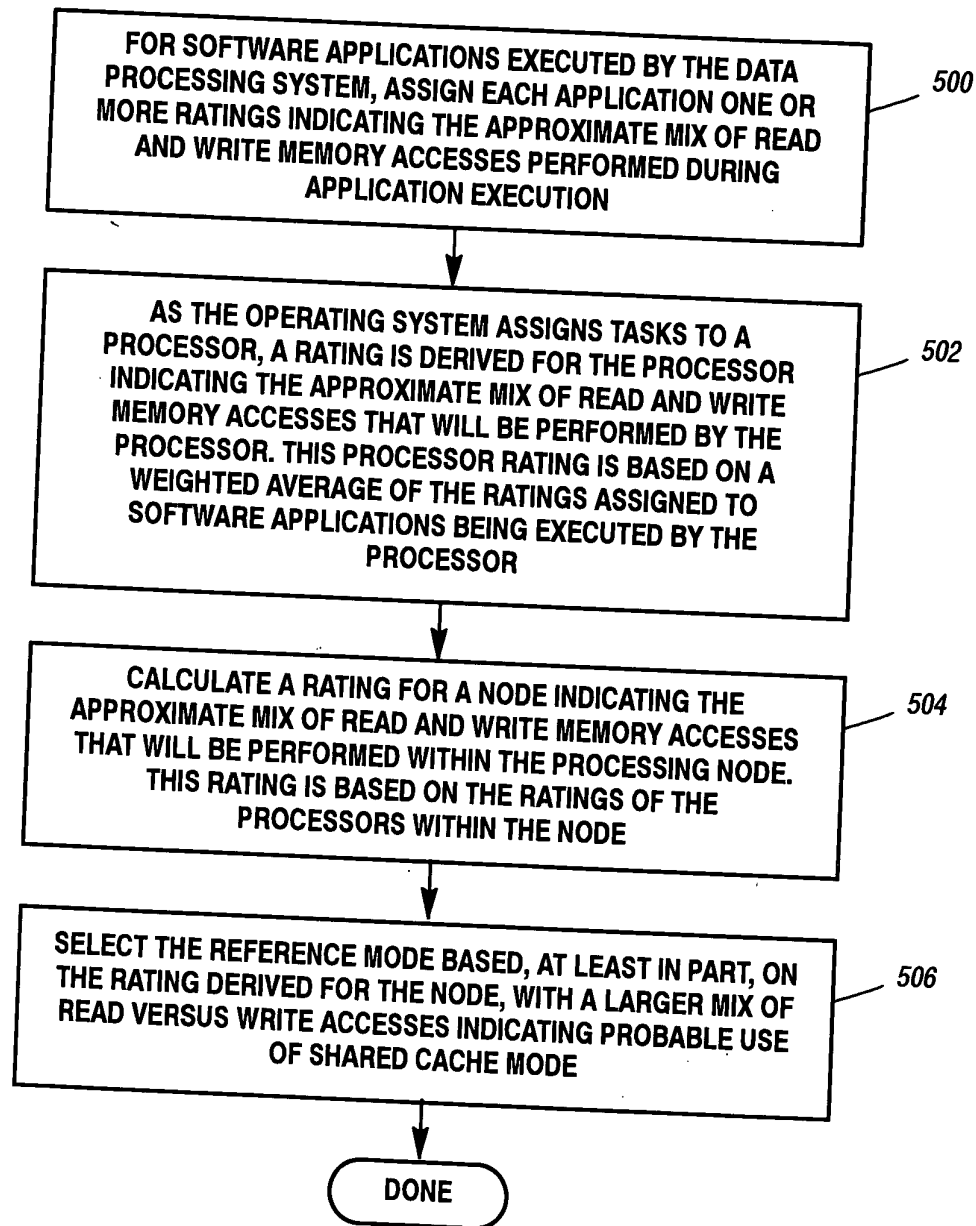 FOR SOFTWARE APPLICATIONS EXECUTED BY THE DATA
PROCESSING SYSTEM, ASSIGN EACH APPLICATION ONE OR
MORE RATINGS INDICATING THE APPROXIMATE MIX OF READ
AND WRITE MEMORY ACCESSES PERFORMED DURING
APPLICATION EXECUTION
500
AS THE OPERATING SYSTEM ASSIGNS TASKS TO A
PROCESSOR, A RATING IS DERIVED FOR THE PROCESSOR
INDICATING THE APPROXIMATE MIX OF READ AND WRITE
MEMORY ACCESSES THAT WILL BE PERFORMED BY THE
PROCESSOR. THIS PROCESSOR RATING IS BASED ON A
WEIGHTED AVERAGE OF THE RATINGS ASSIGNED TO
SOFTWARE APPLICATIONS BEING EXECUTED BY THE
PROCESSOR
502
CALCULATE A RATING FOR A NODE INDICATING THE
APPROXIMATE MIX OF READ AND WRITE MEMORY ACCESSES
THAT WILL BE PERFORMED WITHIN THE PROCESSING NODE.
THIS RATING IS BASED ON THE RATINGS OF THE
PROCESSORS WITHIN THE NODE
504
SELECT THE REFERENCE MODE BASED, AT LEAST IN PART, ON
THE RATING DERIVED FOR THE NODE, WITH A LARGER MIX OF
READ VERSUS WRITE ACCESSES INDICATING PROBABLE USE
OF SHARED CACHE MODE
506
DONE